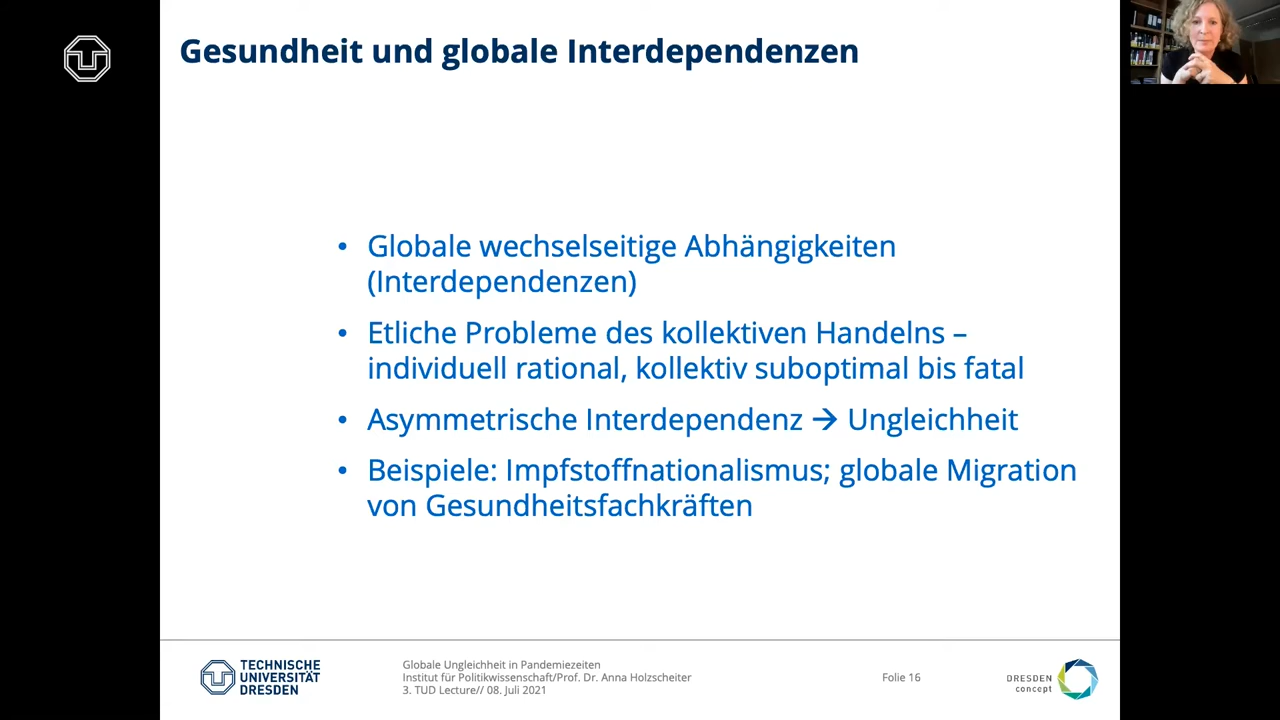 Gesundheit und globale Interdependenzen
• Globale wechselseitige Abhängigkeiten
(Interdependenzen)
• Etliche Probleme des kollektiven Handelns –
individuell rational, kollektiv suboptimal bis fatal
• Asymmetrische Interdependenz → Ungleichheit
• Beispiele: Impfstoffnationalismus; globale Migration
von Gesundheitsfachkräften
TECHNISCHE
UNIVERSITÄT
DRESDEN
Globale Ungleichheit in Pandemiezeiten
Institut für Politikwissenschaft/Prof. Dr. Anna Holzscheiter
3. TUD Lecture// 08. Juli 2021
Folie 16
DRESDEN
concept